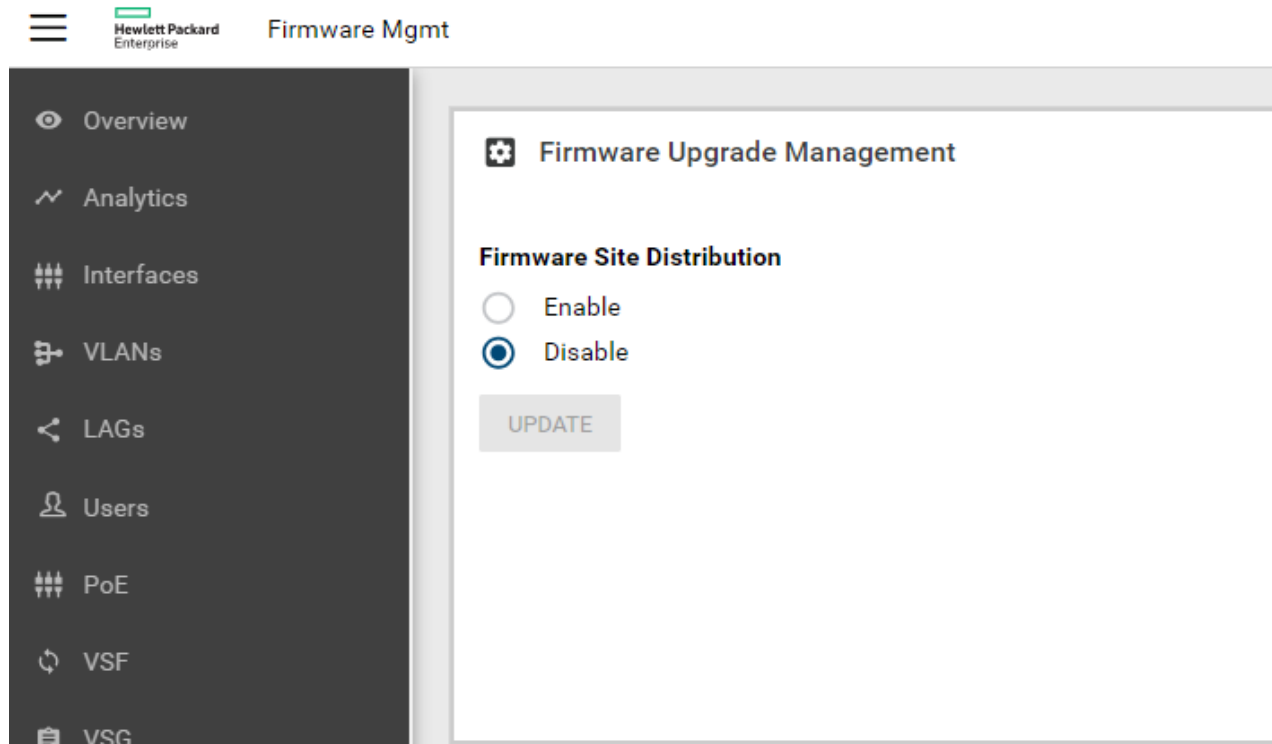 Hewlett Packard
Enterprise
Firmware Mgmt
Overview
Analytics
Interfaces
VLANs
LAGs
Users
PoE
VSF
VSG
Firmware Upgrade Management
Firmware Site Distribution
Enable
Disable
UPDATE